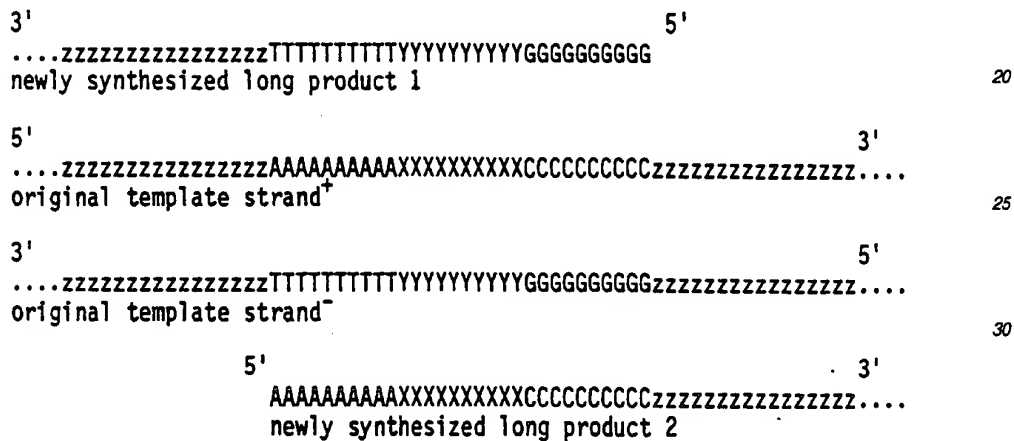 3' 5'
....zzzzzzzzzzzzzzzzTTTTTTTTTTYYYYYYYYYYGGGGGGGGGG
newly synthesized long product 1
20
5' 3'
....zzzzzzzzzzzzzzzzAAAAAAAAAAXXXXXXXXXXCCCCCCCCCCzzzzzzzzzzzzzzzz....
original template strand+
25
3' 5'
....zzzzzzzzzzzzzzzzTTTTTTTTTTYYYYYYYYYYGGGGGGGGGGzzzzzzzzzzzzzzzz....
original template strand-
30
5' 3'
AAAAAAAAAAXXXXXXXXXXCCCCCCCCCCzzzzzzzzzzzzzzzz....
newly synthesized long product 2